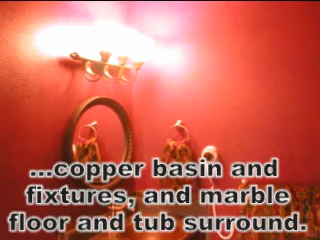 ...copper basin and
fixtures, and marble
floor and tub surround.